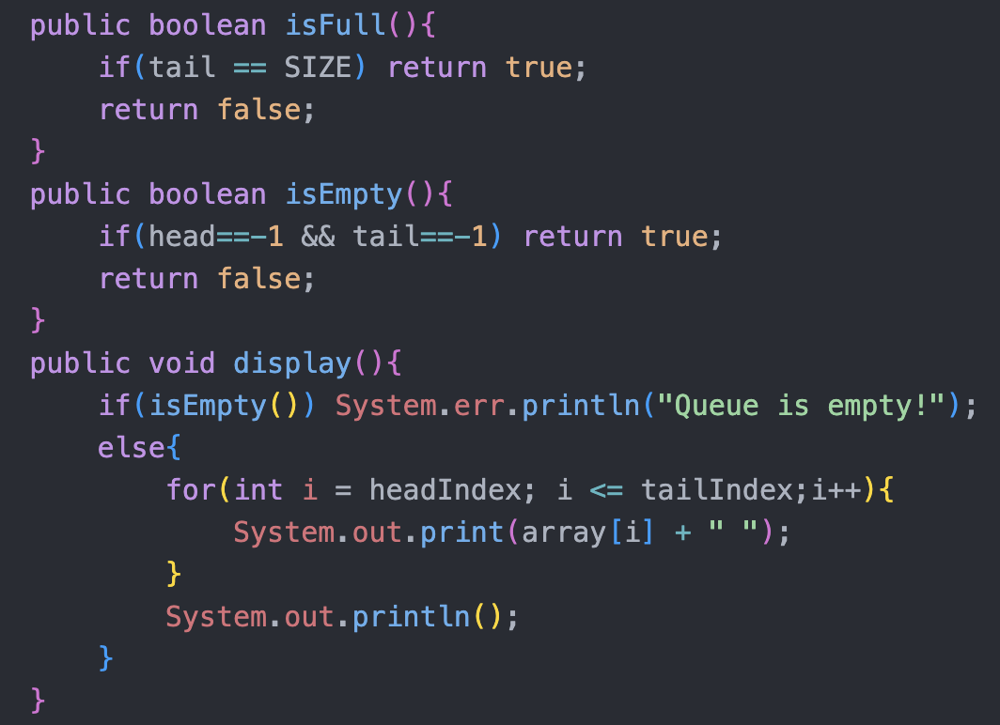 public boolean isFull(){
    if(tail == SIZE) return true;
    return false;
}
public boolean isEmpty(){
    if(head==-1 && tail==-1) return true;
    return false;
}
public void display(){
    if(isEmpty()) System.err.println("Queue is empty!");
    else{
        for(int i = headIndex; i <= tailIndex;i++){
            System.out.print(array[i] + " ");
        }
        System.out.println();
    }
}